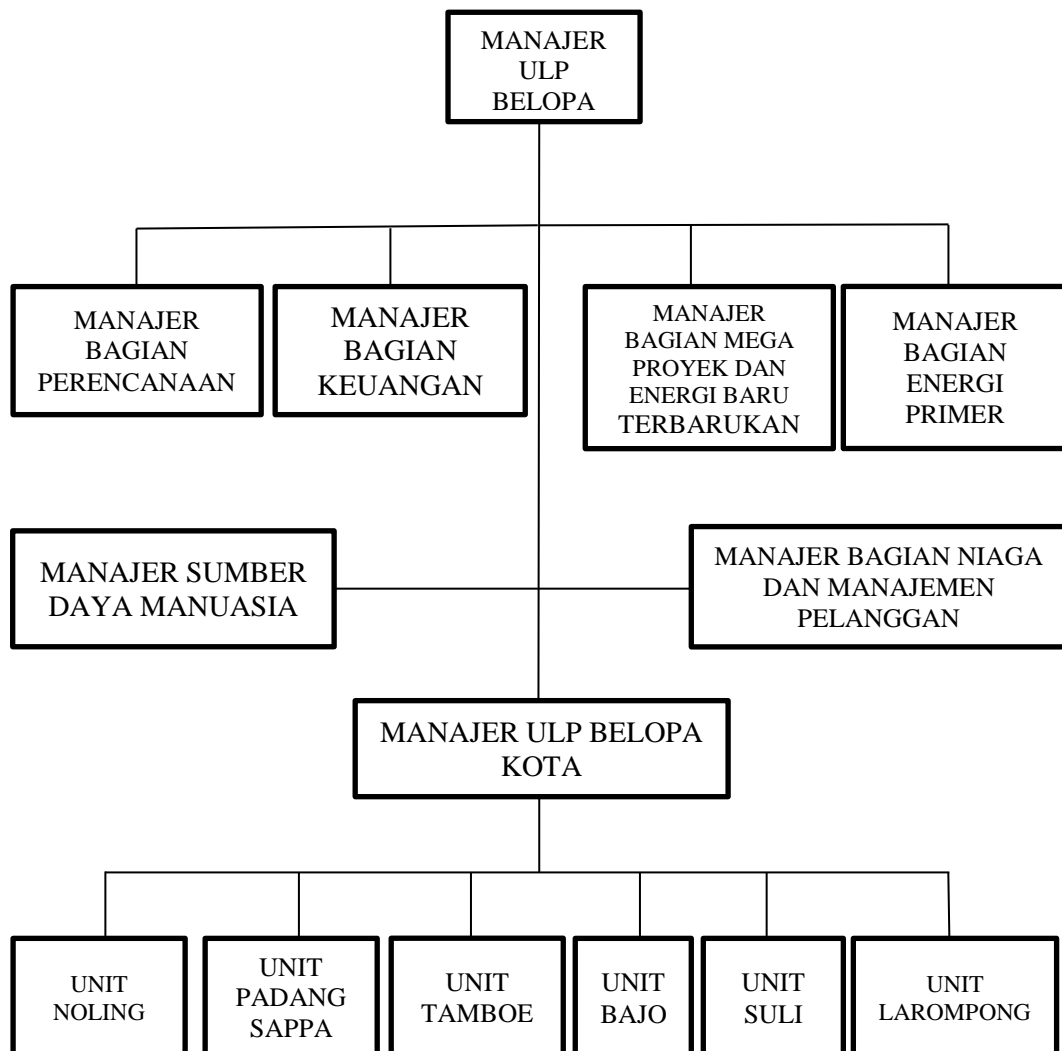 MANAJER
ULP
BELOPA
MANAJER
BAGIAN
PERENCANAAN
MANAJER
BAGIAN
KEUANGAN
MANAJER
BAGIAN MEGA
PROYEK DAN
ENERGI BARU
TERBARUKAN
MANAJER
BAGIAN
ENERGI
PRIMER
MANAJER SUMBER
DAYA MANUASIA
MANAJER BAGIAN NIAGA
DAN MANAJEMEN
PELANGGAN
MANAJER ULP BELOPA
KOTA
UNIT
NOLING
UNIT
PADANG
SAPPA
UNIT
TAMBOE
UNIT
BAJO
UNIT
SULI
UNIT
LAROMPONG